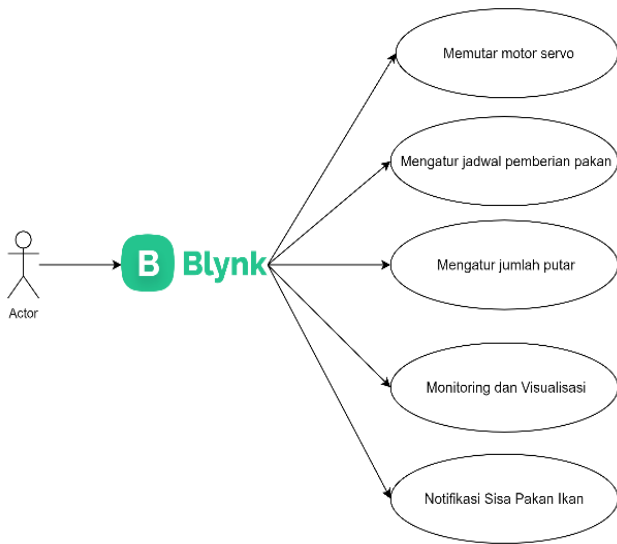 Memutar motor servo
Mengatur jadwal pemberian pakan
Actor
B Blynk
Mengatur jumlah putar
Monitoring dan Visualisasi
Notifikasi Sisa Pakan Ikan